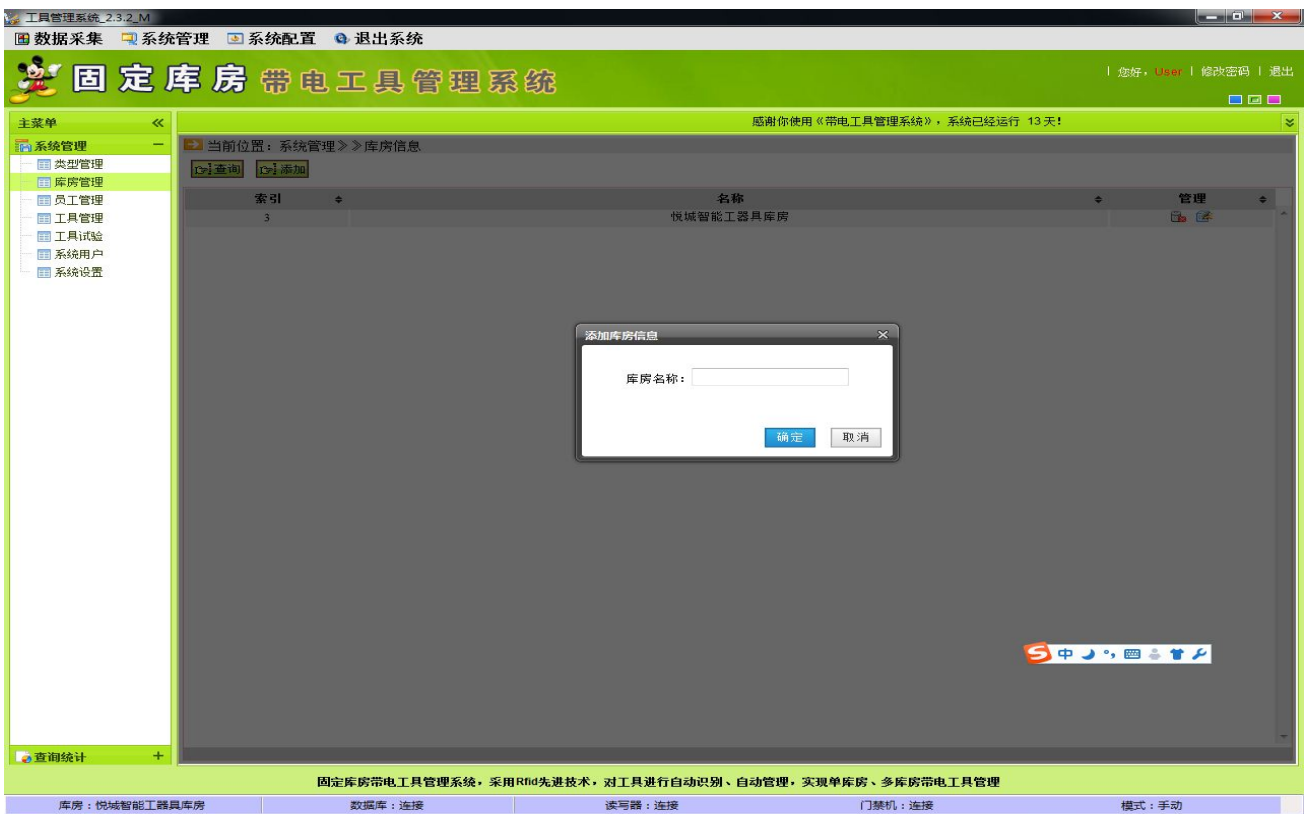 工具管理系统_2.3.2_M
数据采集 系统管理 系统配置 退出系统
固定库房 带电工具管理系统
| 您好，User | 修改密码 | 退出
主菜单
感谢你使用《带电工具管理系统》，系统已经运行 13天!
系统管理
当前位置：系统管理》》库房信息
类型管理
查询 添加
库房管理
员工管理
索引 名称 管理
工具管理
3 悦城智能工器具库房
工具试验
系统用户
系统设置
添加库房信息
库房名称：
确定 取消
中
查询统计
固定库房带电工具管理系统，采用Rfid先进技术，对工具进行自动识别、自动管理，实现单库房、多库房带电工具管理
库房：悦城智能工器具库房 数据库：连接 读写器：连接 门禁机：连接 模式：手动